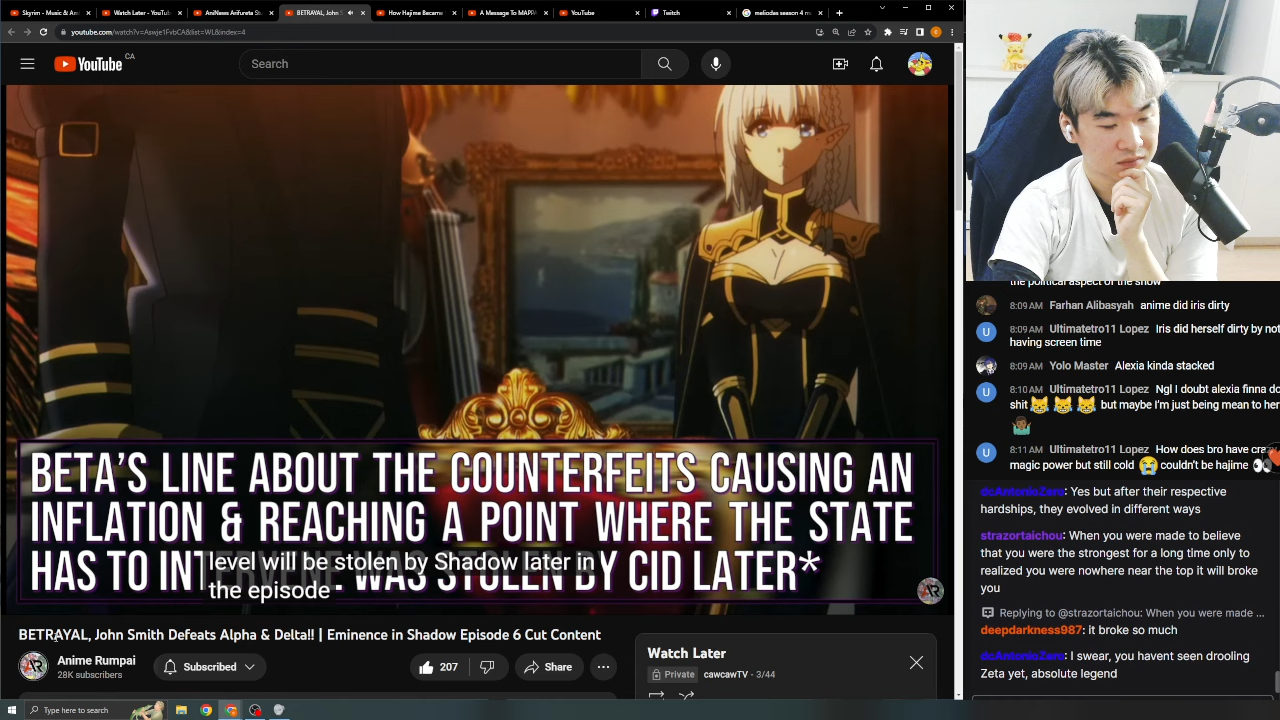 Skyrim - Music & An
Watch Later - YouTu
AniNews Arifureta St
BETRAYAL, John S
How Hajime Became
A Message To MAPP
YouTube
Twitch
meliodas season 4 m
youtube.com/watch?v=Aswje1FvbCA&list=WL&index=4
YouTube CA
Search
BETA'S LINE ABOUT THE COUNTERFEITS CAUSING AN
INFLATION & REACHING A POINT WHERE THE STATE
HAS TO INTERVENE. WAS STOLEN BY CID LATER*
level will be stolen by Shadow later in
the episode
BETRAYAL, John Smith Defeats Alpha & Delta!! | Eminence in Shadow Episode 6 Cut Content
Anime Rumpai
28K subscribers
Subscribed
207
Share
Watch Later
Private cawcawTV - 3/44
the political aspect of the show
8:09 AM Farhan Alibasyah anime did iris dirty
8:09 AM Ultimatetro11 Lopez Iris did herself dirty by not
having screen time
8:09 AM Yolo Master Alexia kinda stacked
8:10 AM Ultimatetro11 Lopez Ngl I doubt alexia finna do
shit but maybe I'm just being mean to her
8:11 AM Ultimatetro11 Lopez How does bro have
magic power but still cold couldn't be hajime
dcAntonioZero: Yes but after their respective
hardships, they evolved in different ways
strazortaichou: When you were made to believe
that you were the strongest for a long time only to
realized you were nowhere near the top it will broke
you
Replying to @strazortaichou: When you were made ...
deepdarkness987: it broke so much
dcAntonioZero: I swear, you havent seen drooling
Zeta yet, absolute legend
Type here to search